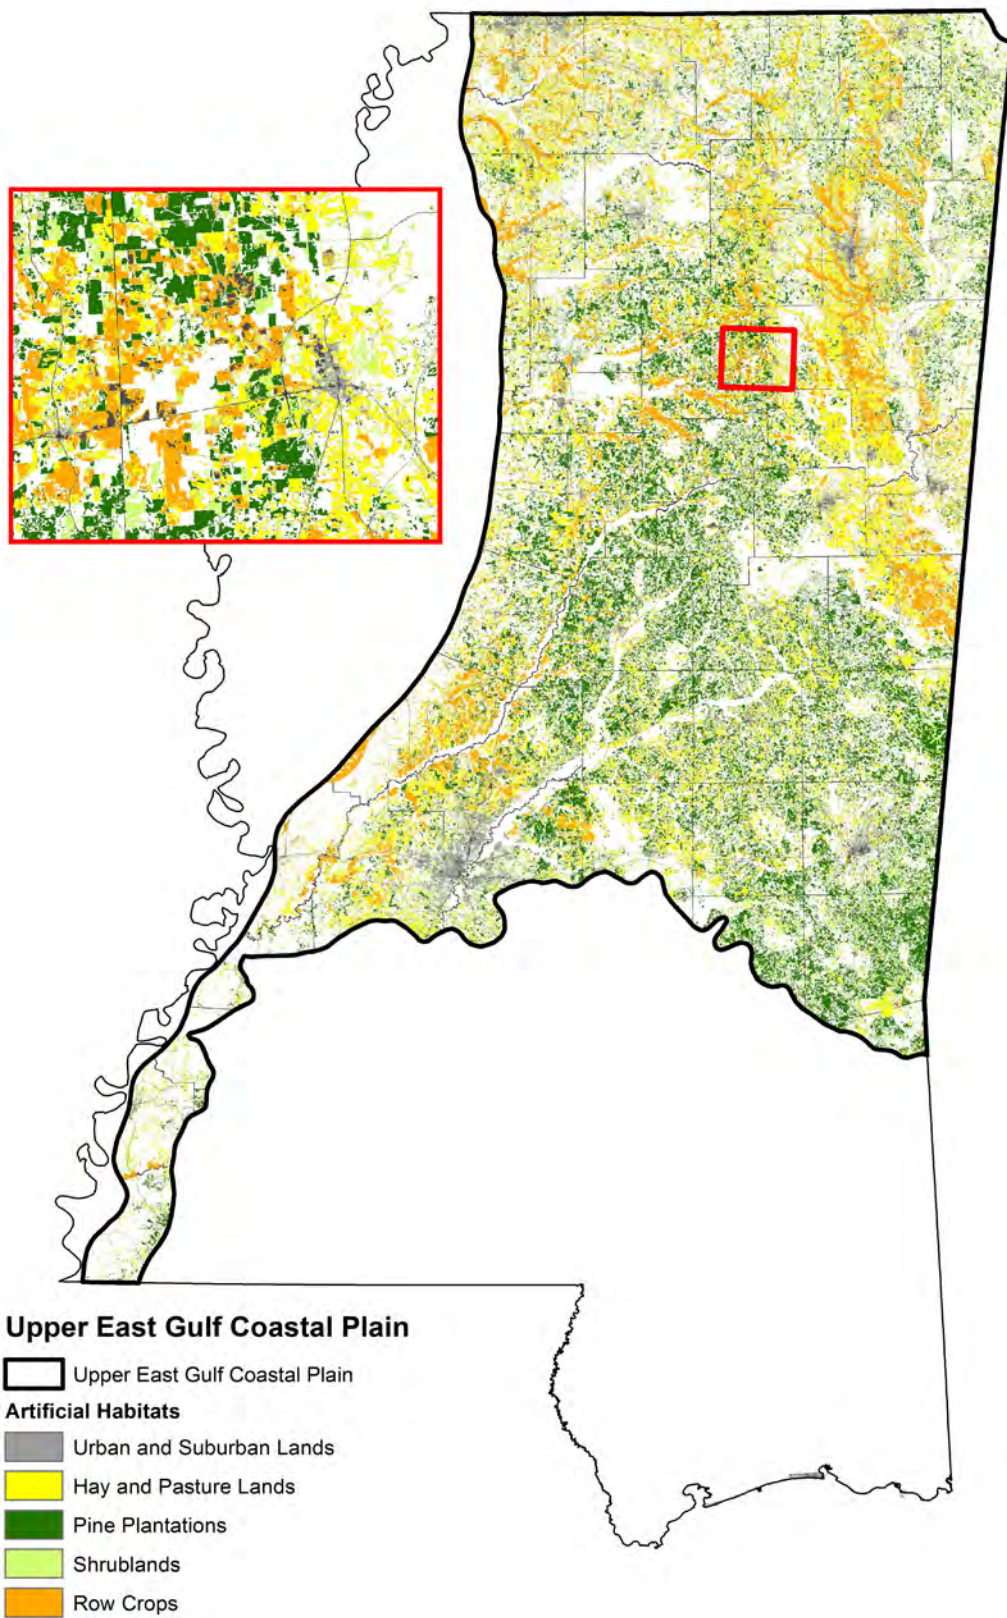 Upper East Gulf Coastal Plain
Upper East Gulf Coastal Plain
Artificial Habitats
Urban and Suburban Lands
Hay and Pasture Lands
Pine Plantations
Shrublands
Row Crops